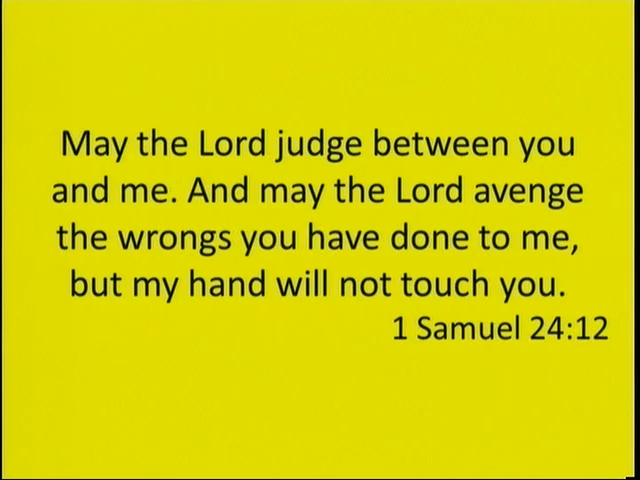 May the Lord judge between you
and me. And may the Lord avenge
the wrongs you have done to me,
but my hand will not touch you.
1 Samuel 24:12